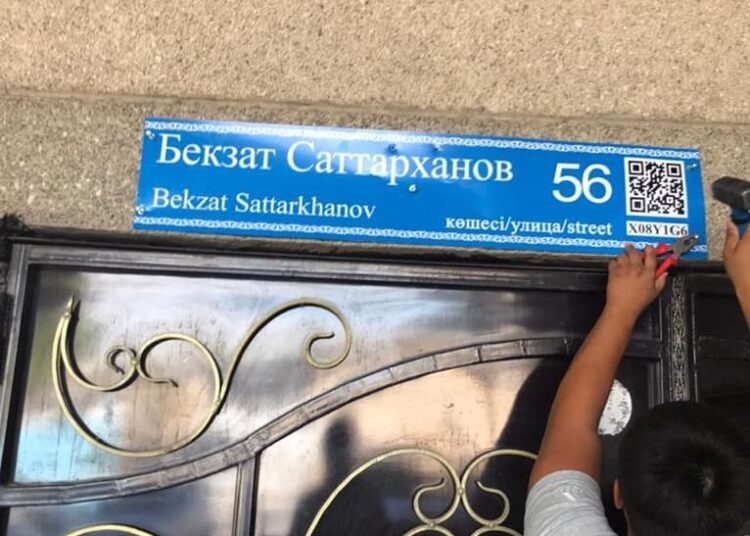 Бекзат Саттарханов
Bekzat Sattarkhanov
56
көшесі/улица/street
X08Y1G6